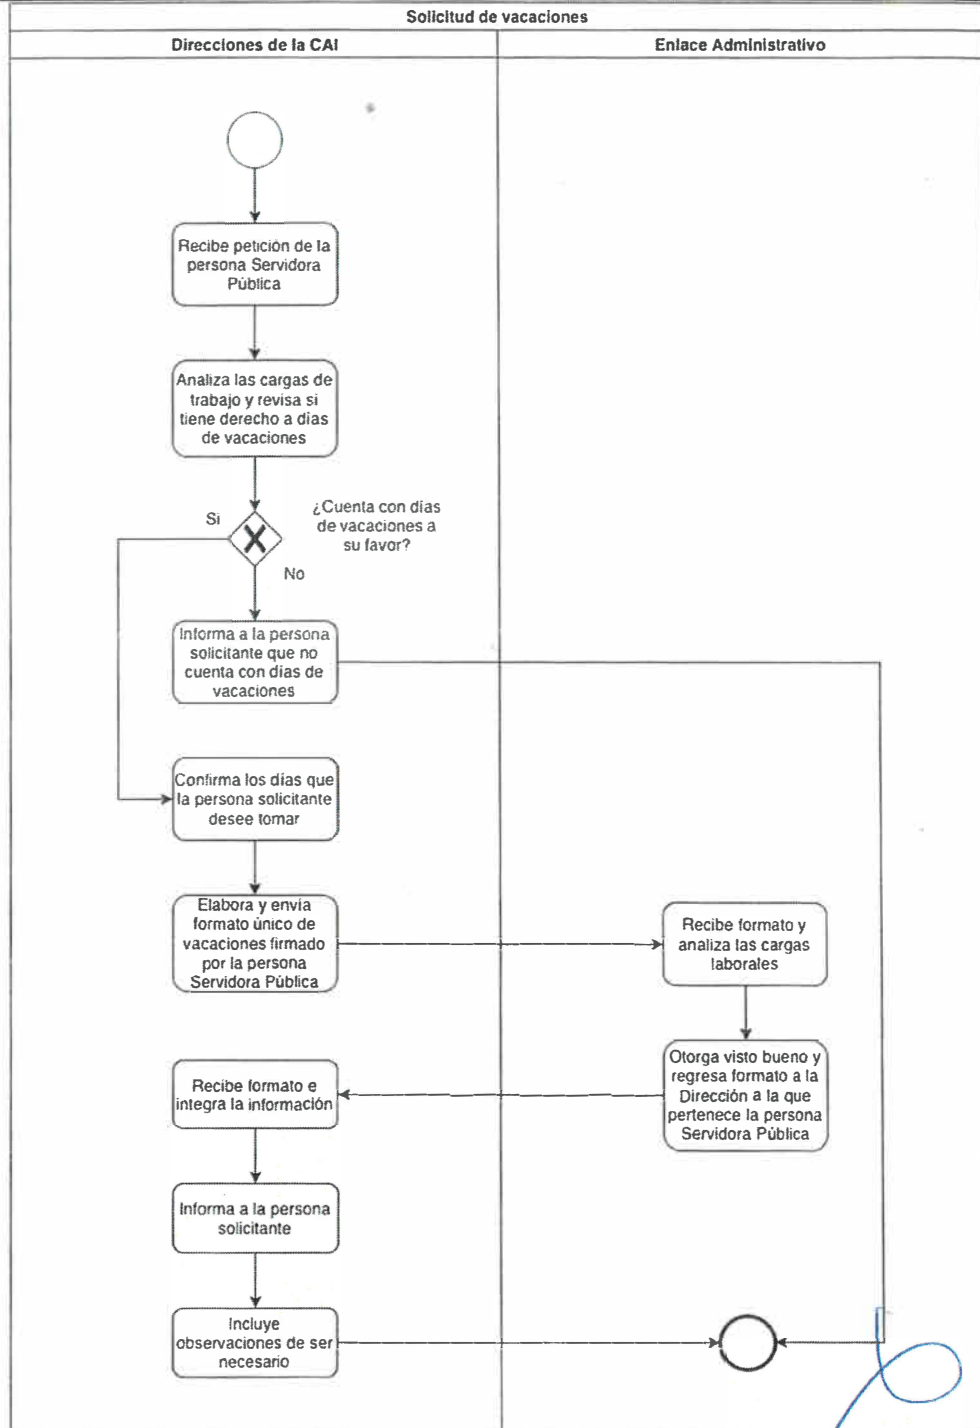 Solicitud de vacaciones
Direcciones de la CAI
Enlace Administrativo
Recibe petición de la
persona Servidora
Pública
Analiza las cargas de
trabajo y revisa si
tiene derecho a días
de vacaciones
¿Cuenta con días
de vacaciones a
su favor?
Si
No
Informa a la persona
solicitante que no
cuenta con días de
vacaciones
Confirma los días que
la persona solicitante
desee tomar
Elabora y envía
formato único de
vacaciones firmado
por la persona
Servidora Pública
Recibe formato y
analiza las cargas
laborales
Otorga visto bueno y
regresa formato a la
Dirección a la que
pertenece la persona
Servidora Pública
Recibe formato e
integra la información
Informa a la persona
solicitante
Incluye
observaciones de ser
necesario